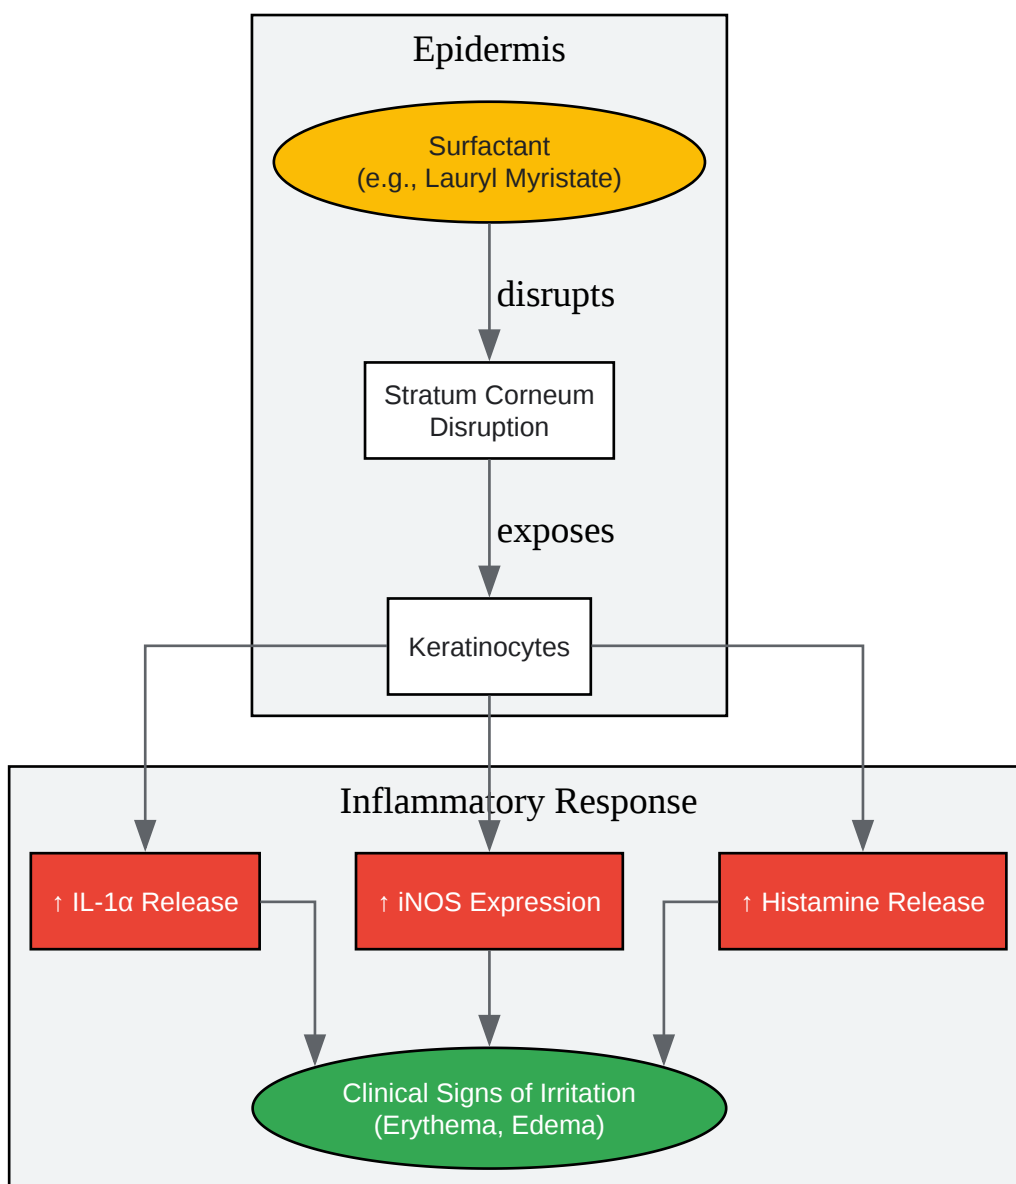 Epidermis
Surfactant
(e.g., Lauryl Myristate)
disrupts
Stratum Corneum
Disruption
exposes
Keratinocytes
Inflammatory Response
↑ IL-1α Release
↑ iNOS Expression
↑ Histamine Release
Clinical Signs of Irritation
(Erythema, Edema)